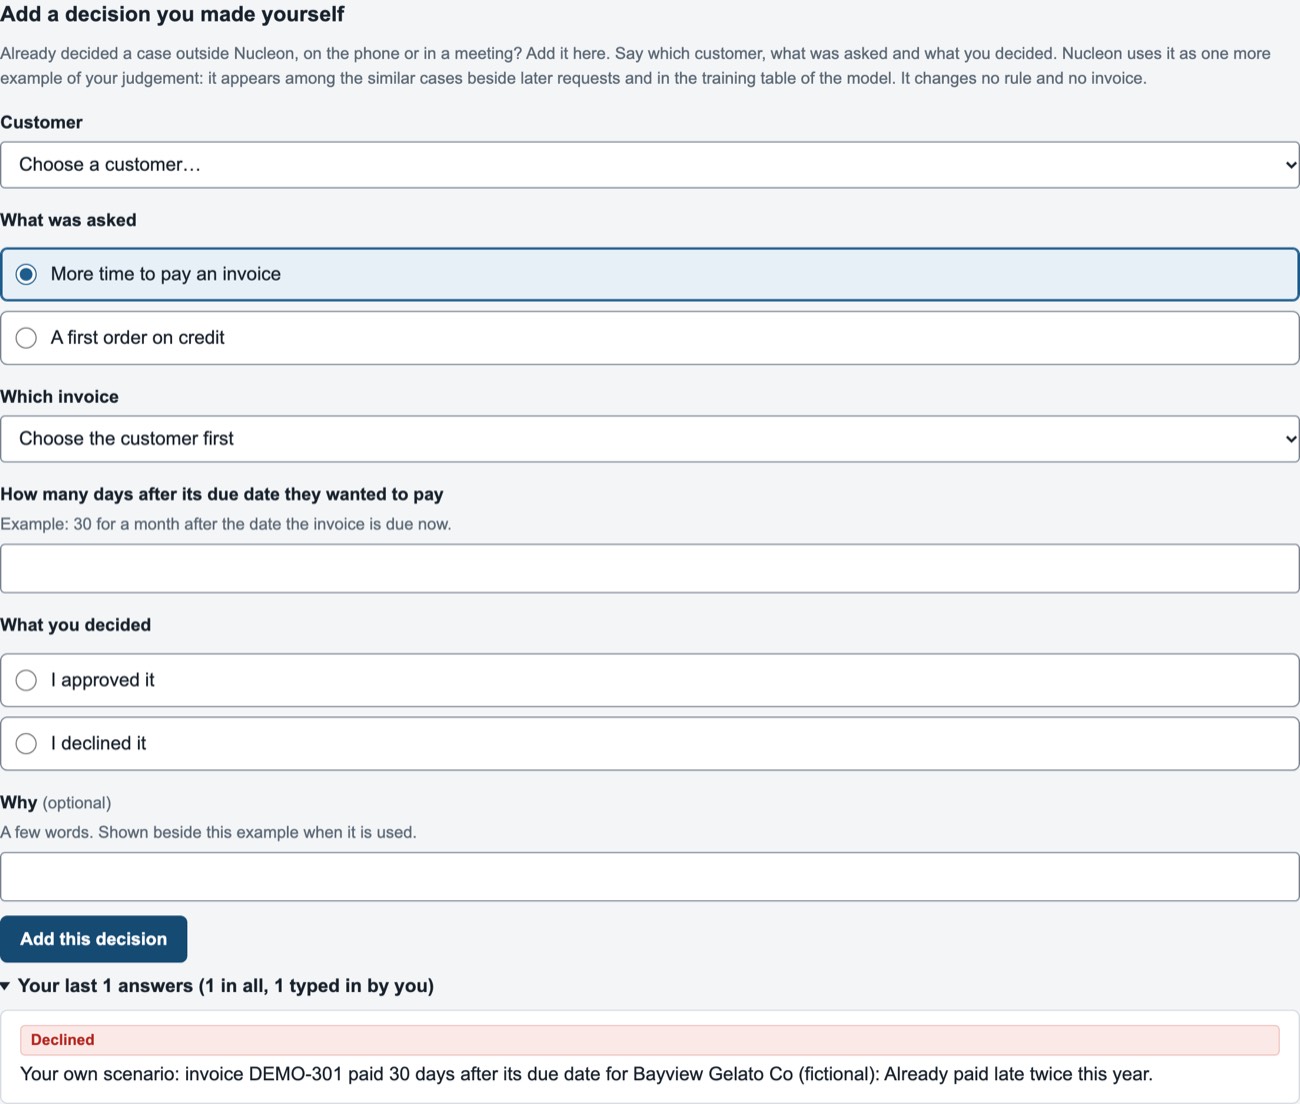 Add a decision you made yourself
Already decided a case outside Nucleon, on the phone or in a meeting? Add it here. Say which customer, what was asked and what you decided. Nucleon uses it as one more
example of your judgement: it appears among the similar cases beside later requests and in the training table of the model. It changes no rule and no invoice.
Customer
Choose a customer…
What was asked
More time to pay an invoice
A first order on credit
Which invoice
Choose the customer first
How many days after its due date they wanted to pay
Example: 30 for a month after the date the invoice is due now.
What you decided
I approved it
I declined it
Why (optional)
A few words. Shown beside this example when it is used.
Add this decision
Your last 1 answers (1 in all, 1 typed in by you)
Declined
Your own scenario: invoice DEMO-301 paid 30 days after its due date for Bayview Gelato Co (fictional): Already paid late twice this year.